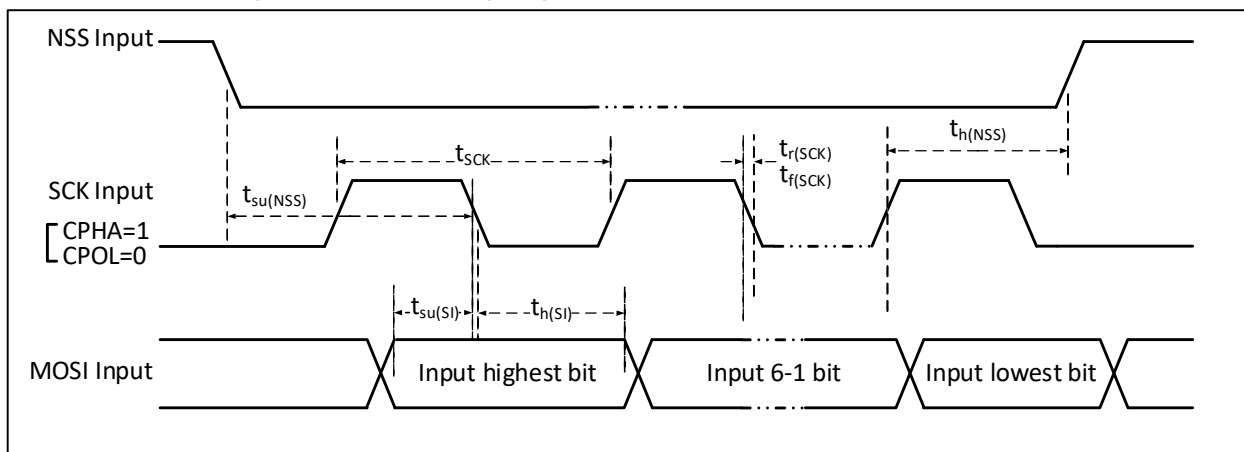 NSS Input
th(NSS)
tSCK
tr(SCK)
tf(SCK)
SCK Input
tsu(NSS)
CPHA=1
CPOL=0
tsu(SI)
th(SI)
MOSI Input
Input highest bit
Input 6-1 bit
Input lowest bit